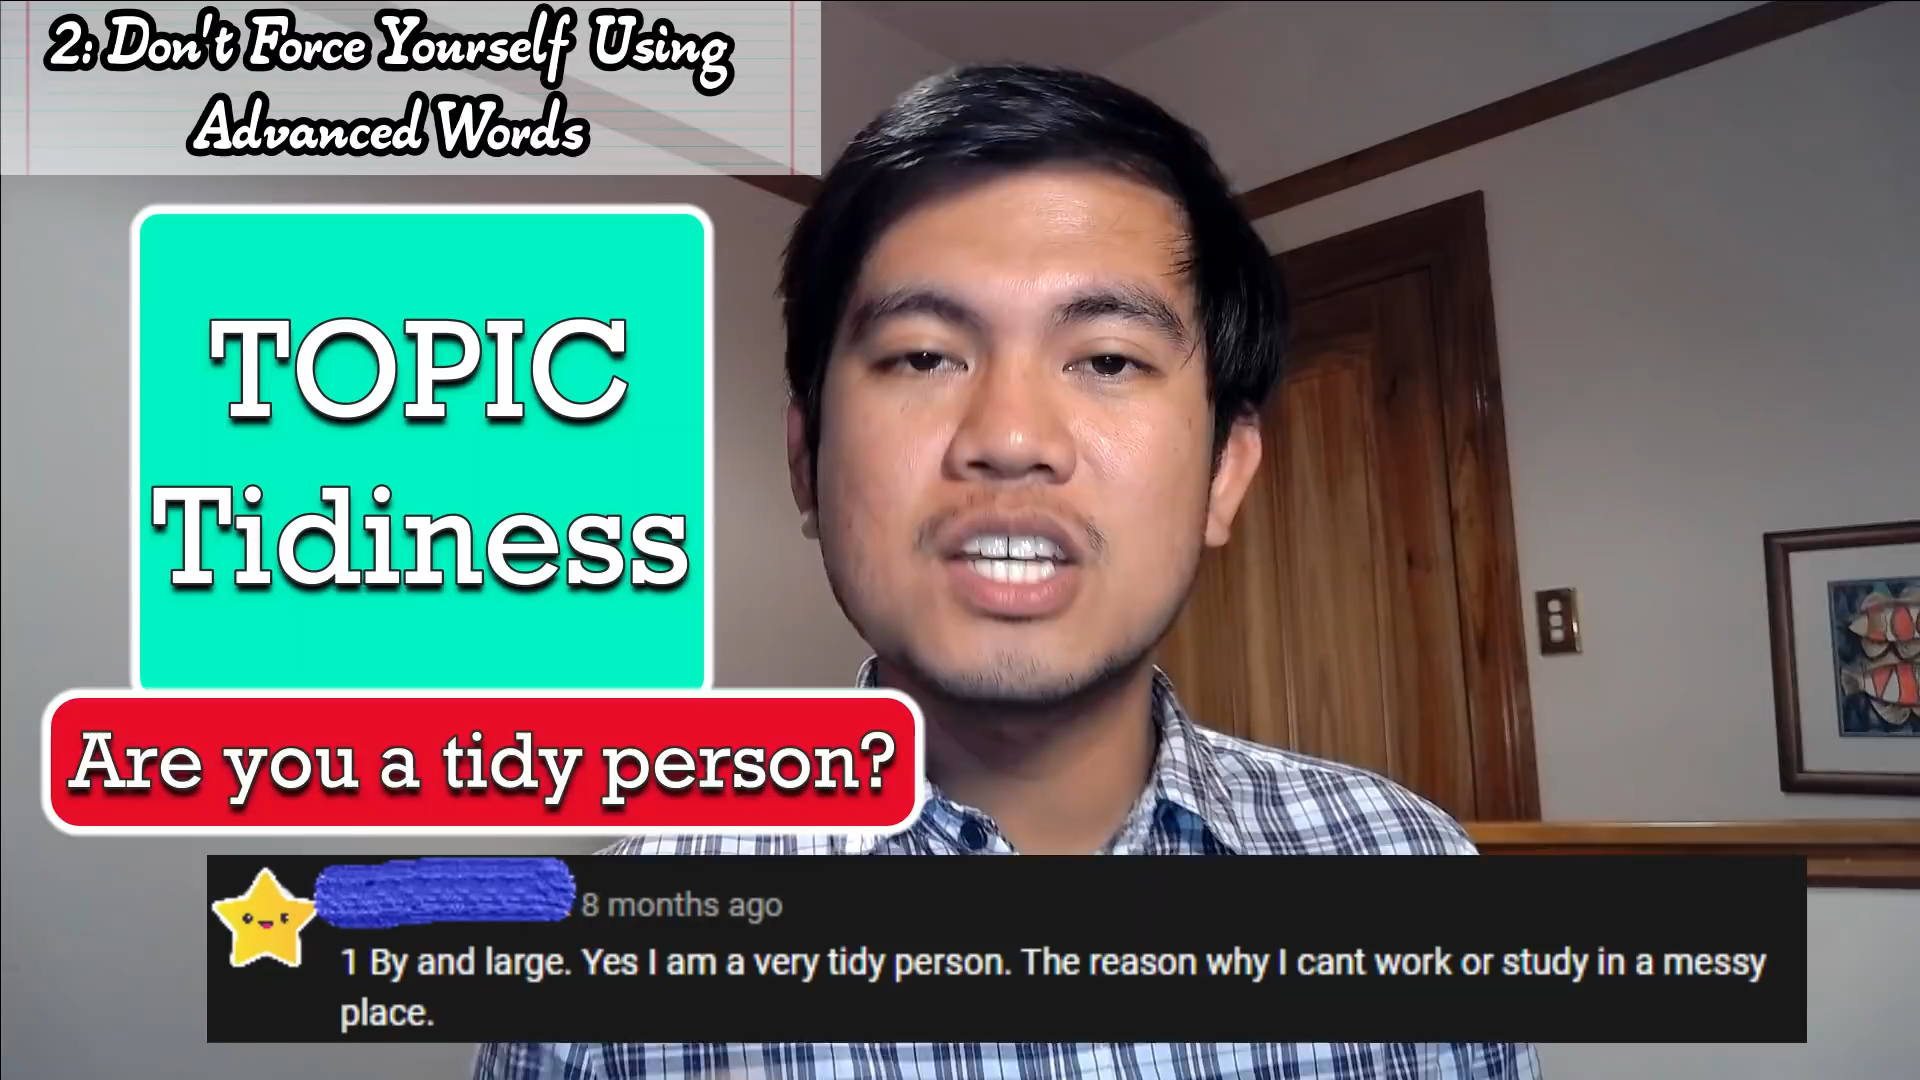 2: Don't Force Yourself Using
Advanced Words
TOPIC
Tidiness
Are you a tidy person?
8 months ago
1 By and large. Yes I am a very tidy person. The reason why I cant work or study in a messy
place.